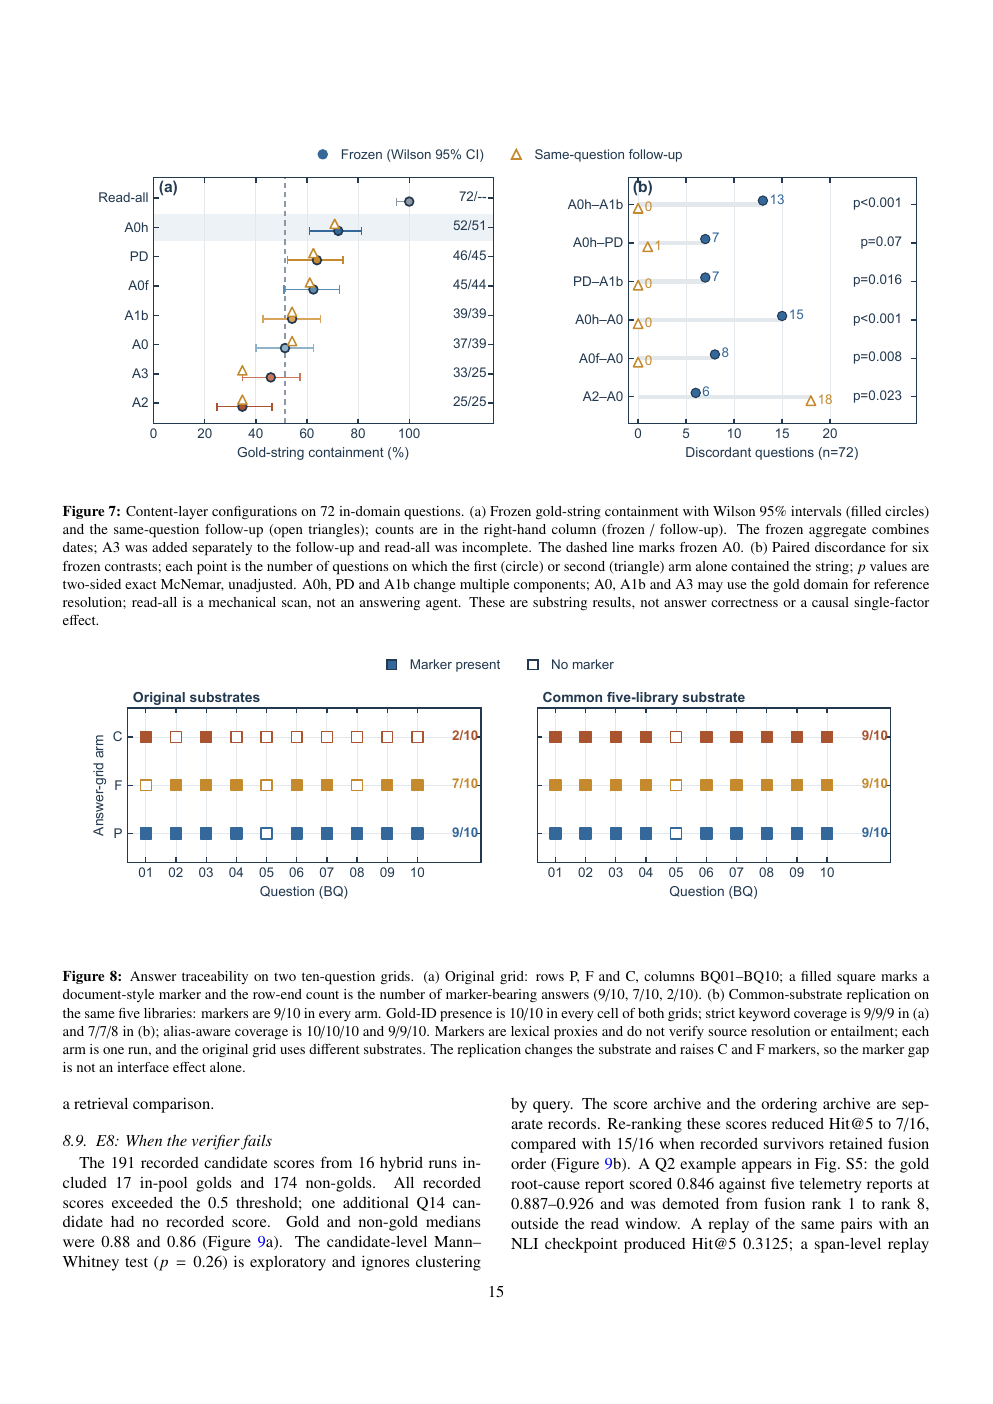 Frozen (Wilson 95% CI) Same-question follow-up
(a)
Read-all 72/--
A0h 52/51
PD 46/45
A0f 45/44
A1b 39/39
A0 37/39
A3 33/25
A2 25/25
0 20 40 60 80 100
Gold-string containment (%)
(b)
A0h–A1b 0 13 p<0.001
A0h–PD 1 7 p=0.07
PD–A1b 0 7 p=0.016
A0h–A0 0 15 p<0.001
A0f–A0 0 8 p=0.008
A2–A0 6 18 p=0.023
0 5 10 15 20
Discordant questions (n=72)
Figure 7: Content-layer configurations on 72 in-domain questions. (a) Frozen gold-string containment with Wilson 95% intervals (filled circles)
and the same-question follow-up (open triangles); counts are in the right-hand column (frozen / follow-up). The frozen aggregate combines
dates; A3 was added separately to the follow-up and read-all was incomplete. The dashed line marks frozen A0. (b) Paired discordance for six
frozen contrasts; each point is the number of questions on which the first (circle) or second (triangle) arm alone contained the string; p values are
two-sided exact McNemar, unadjusted. A0h, PD and A1b change multiple components; A0, A1b and A3 may use the gold domain for reference
resolution; read-all is a mechanical scan, not an answering agent. These are substring results, not answer correctness or a causal single-factor
effect.
Marker present No marker
Original substrates
Answer-grid arm
C 2/10
F 7/10
P 9/10
01 02 03 04 05 06 07 08 09 10
Question (BQ)
Common five-library substrate
9/10
9/10
9/10
01 02 03 04 05 06 07 08 09 10
Question (BQ)
Figure 8: Answer traceability on two ten-question grids. (a) Original grid: rows P, F and C, columns BQ01–BQ10; a filled square marks a
document-style marker and the row-end count is the number of marker-bearing answers (9/10, 7/10, 2/10). (b) Common-substrate replication on
the same five libraries: markers are 9/10 in every arm. Gold-ID presence is 10/10 in every cell of both grids; strict keyword coverage is 9/9/9 in (a)
and 7/7/8 in (b); alias-aware coverage is 10/10/10 and 9/9/10. Markers are lexical proxies and do not verify source resolution or entailment; each
arm is one run, and the original grid uses different substrates. The replication changes the substrate and raises C and F markers, so the marker gap
is not an interface effect alone.
a retrieval comparison.
8.9. E8: When the verifier fails
The 191 recorded candidate scores from 16 hybrid runs in-
cluded 17 in-pool golds and 174 non-golds. All recorded
scores exceeded the 0.5 threshold; one additional Q14 can-
didate had no recorded score. Gold and non-gold medians
were 0.88 and 0.86 (Figure 9a). The candidate-level Mann–
Whitney test (p = 0.26) is exploratory and ignores clustering
by query. The score archive and the ordering archive are sep-
arate records. Re-ranking these scores reduced Hit@5 to 7/16,
compared with 15/16 when recorded survivors retained fusion
order (Figure 9b). A Q2 example appears in Fig. S5: the gold
root-cause report scored 0.846 against five telemetry reports at
0.887–0.926 and was demoted from fusion rank 1 to rank 8,
outside the read window. A replay of the same pairs with an
NLI checkpoint produced Hit@5 0.3125; a span-level replay
15